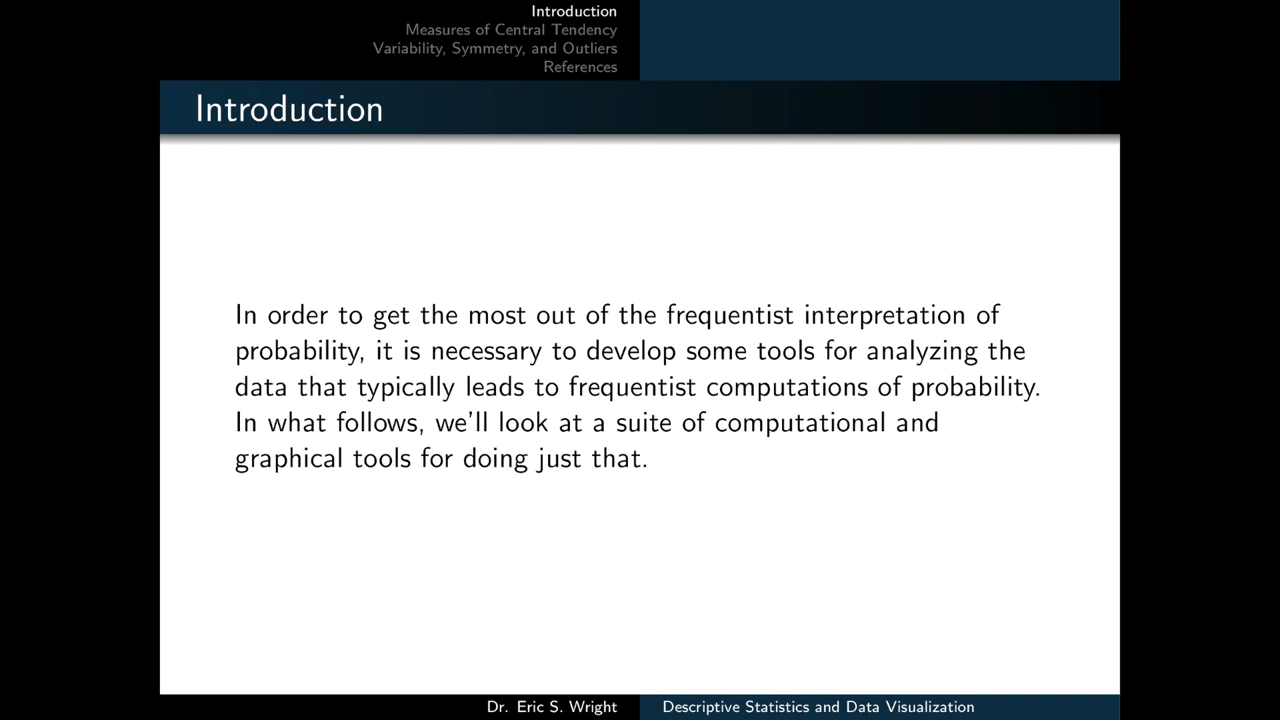 Introduction
Measures of Central Tendency
Variability, Symmetry, and Outliers
References
Introduction
In order to get the most out of the frequentist interpretation of
probability, it is necessary to develop some tools for analyzing the
data that typically leads to frequentist computations of probability.
In what follows, we'll look at a suite of computational and
graphical tools for doing just that.
Dr. Eric S. Wright
Descriptive Statistics and Data Visualization